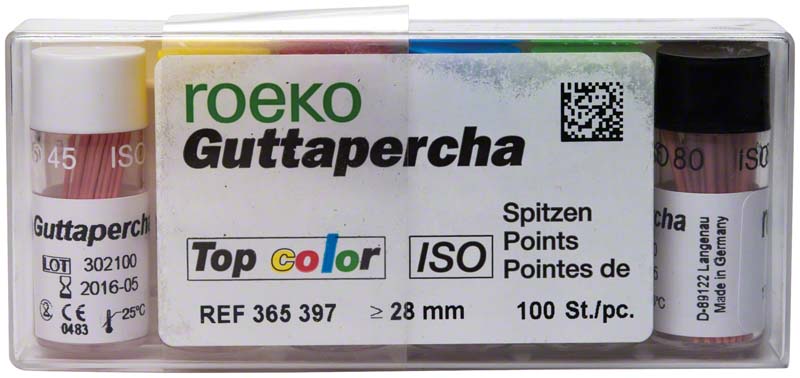 roeko
Guttapercha
Top color
ISO
Spitzen
Points
Pointes de
REF 365 397
≥ 28 mm
100 St./pc.
45 ISO
Guttapercha
LOT 302100
2016-05
CE
0483
25°C
80 ISO
D-89122 Langenau
Made in Germany